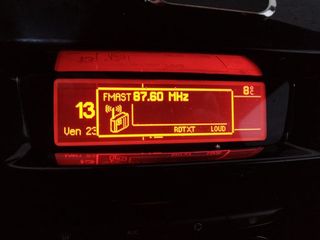 FMAST 87.60 MHz
8°
13
Ven 23
RDTXT LOUD